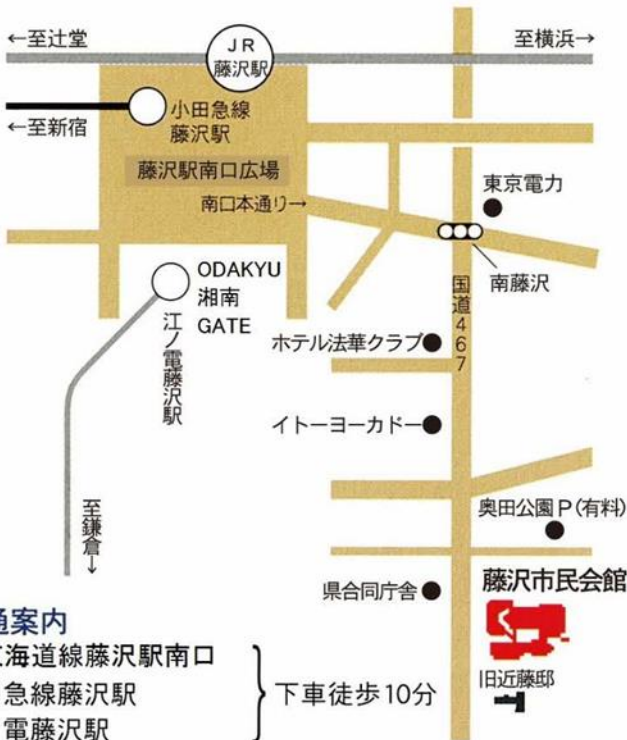 ←至辻堂
JR
藤沢駅
至横浜→
小田急線
藤沢駅
←至新宿
藤沢駅南口広場
南口本通り→
東京電力
南藤沢
ODAKYU
湘南
GATE
江ノ電藤沢駅
国道467
ホテル法華クラブ
イトーヨーカドー
至鎌倉→
奥田公園P(有料)
県合同庁舎
藤沢市民会館
旧近藤邸
通案内
海道線藤沢駅南口
急線藤沢駅
電藤沢駅
下車徒歩10分